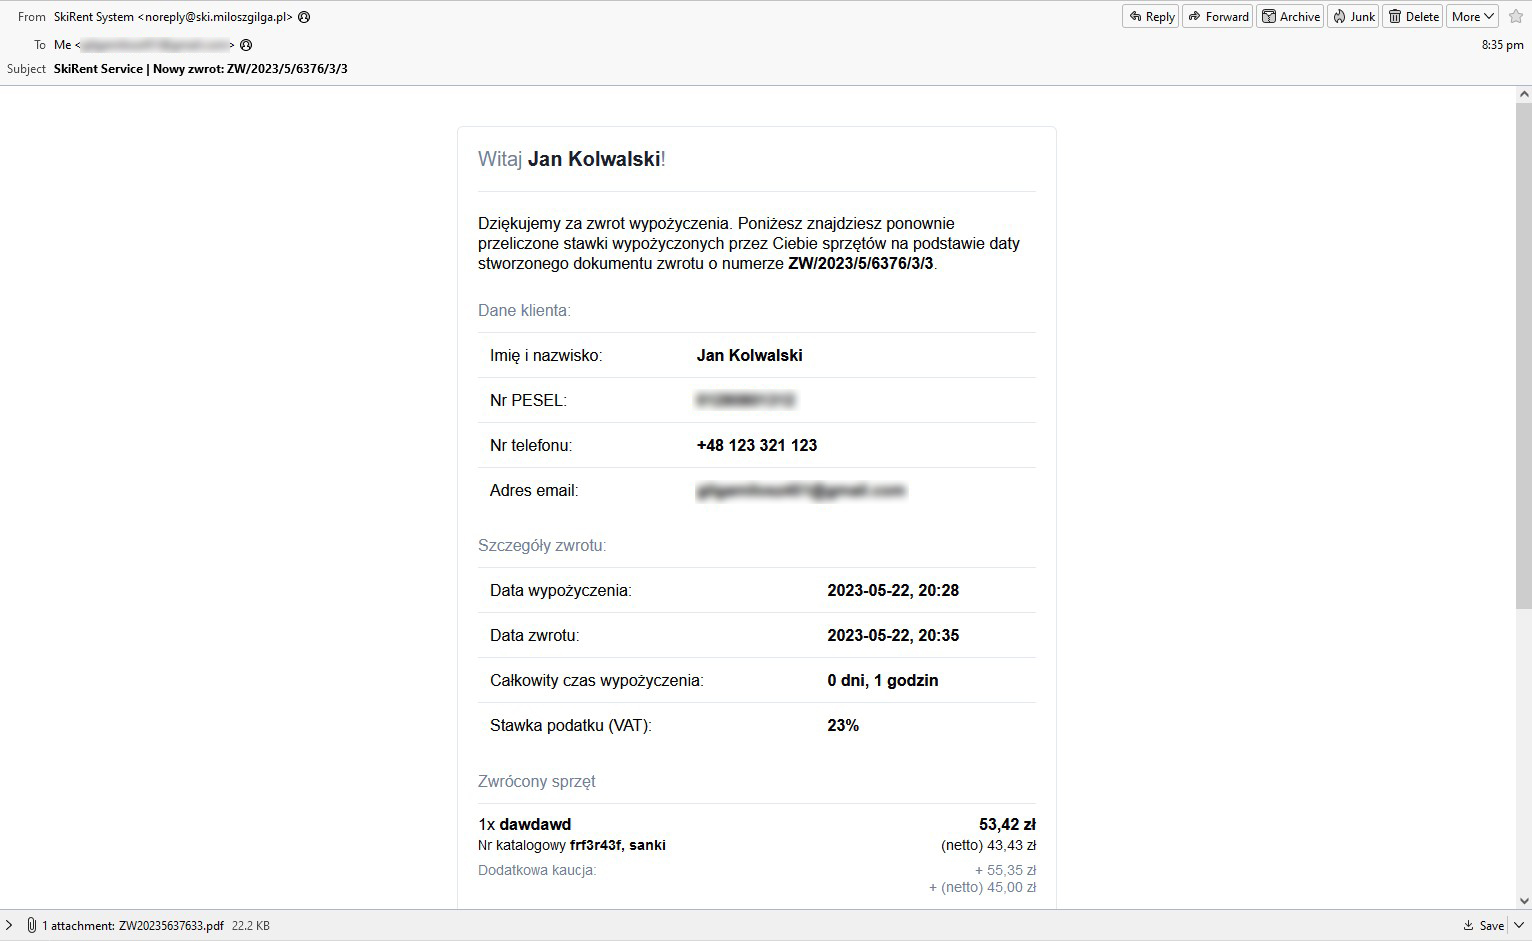 From SkiRent System <noreply@ski.miloszgilga.pl>
Reply Forward Archive Junk Delete More
To Me < >
8:35 pm
Subject SkiRent Service | Nowy zwrot: ZW/2023/5/6376/3/3
Witaj Jan Kolwalski!
Dziękujemy za zwrot wypożyczenia. Poniżesz znajdziesz ponownie
przeliczone stawki wypożyczonych przez Ciebie sprzętów na podstawie daty
stworzonego dokumentu zwrotu o numerze ZW/2023/5/6376/3/3.
Dane klienta:
Imię i nazwisko: Jan Kolwalski
Nr PESEL:
Nr telefonu: +48 123 321 123
Adres email:
Szczegóły zwrotu:
Data wypożyczenia: 2023-05-22, 20:28
Data zwrotu: 2023-05-22, 20:35
Całkowity czas wypożyczenia: 0 dni, 1 godzin
Stawka podatku (VAT): 23%
Zwrócony sprzęt
1x dawdawd 53,42 zł
Nr katalogowy frf3r43f, sanki (netto) 43,43 zł
Dodatkowa kaucja: + 55,35 zł
+ (netto) 45,00 zł
1 attachment: ZW20235637633.pdf 22.2 KB Save